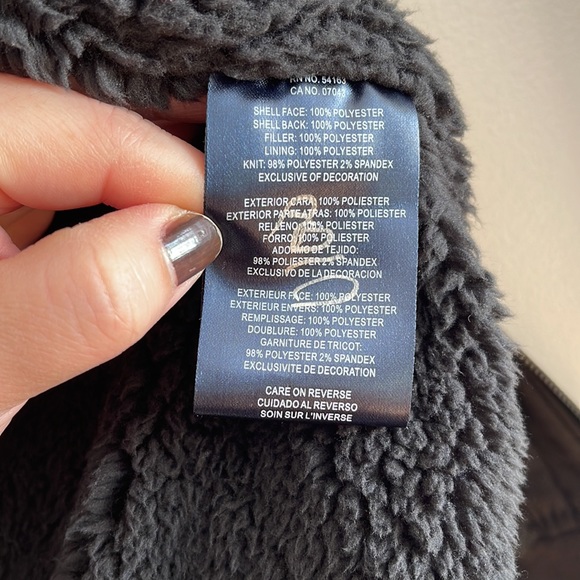 RN NO. 54163
CA NO. 07043
SHELL FACE: 100% POLYESTER
SHELL BACK: 100% POLYESTER
FILLER: 100% POLYESTER
LINING: 100% POLYESTER
KNIT: 98% POLYESTER 2% SPANDEX
EXCLUSIVE OF DECORATION
EXTERIOR CARA: 100% POLIESTER
EXTERIOR PARTE ATRAS: 100% POLIESTER
RELLENO: 100% POLIESTER
FORRO: 100% POLIESTER
ADORMO DE TEJIDO:
98% POLIESTER 2% SPANDEX
EXCLUSIVO DE LA DECORACION
EXTERIEUR FACE: 100% POLYESTER
EXTERIEUR ENVERS: 100% POLYESTER
REMPLISSAGE: 100% POLYESTER
DOUBLURE: 100% POLYESTER
GARNITURE DE TRICOT:
98% POLYESTER 2% SPANDEX
EXCLUSIVITE DE DECORATION
CARE ON REVERSE
CUIDADO AL REVERSO
SOIN SUR L'INVERSE